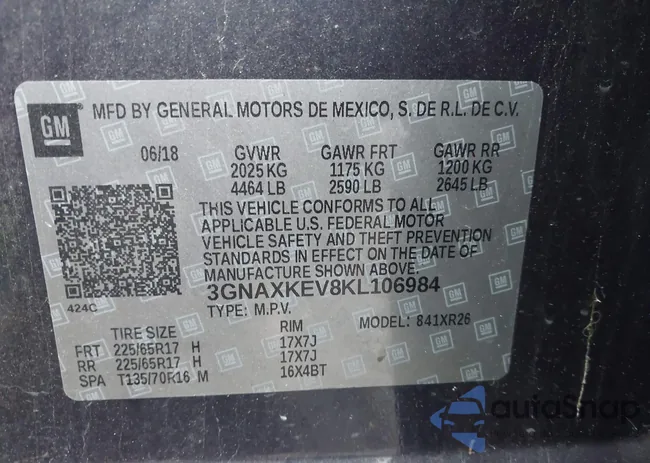 GM MFD BY GENERAL MOTORS DE MEXICO, S. DE R.L. DE C.V.
06/18 GVWR GAWR FRT GAWR RR
2025 KG 1175 KG 1200 KG
4464 LB 2590 LB 2645 LB
THIS VEHICLE CONFORMS TO ALL
APPLICABLE U.S. FEDERAL MOTOR
VEHICLE SAFETY AND THEFT PREVENTION
STANDARDS IN EFFECT ON THE DATE OF
MANUFACTURE SHOWN ABOVE.
3GNAXKEV8KL106984
424C
TYPE: M.P.V. MODEL: 841XR26
TIRE SIZE RIM
FRT 225/65R17 H 17X7J
RR 225/65R17 H 17X7J
SPA T135/70R16 M 16X4BT
autoSnap